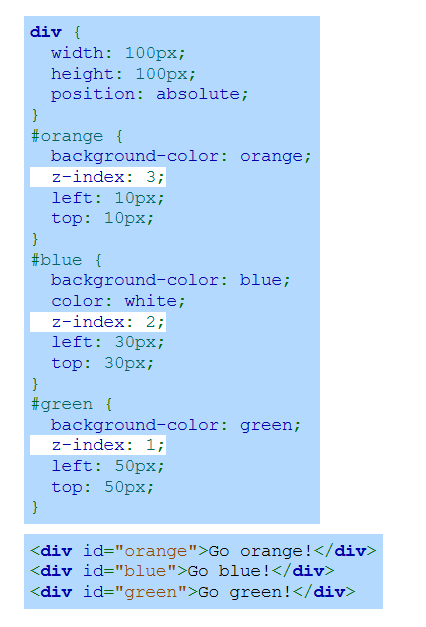 div {
  width: 100px;
  height: 100px;
  position: absolute;
}
#orange {
  background-color: orange;
  z-index: 3;
  left: 10px;
  top: 10px;
}
#blue {
  background-color: blue;
  color: white;
  z-index: 2;
  left: 30px;
  top: 30px;
}
#green {
  background-color: green;
  z-index: 1;
  left: 50px;
  top: 50px;
}
<div id="orange">Go orange!</div>
<div id="blue">Go blue!</div>
<div id="green">Go green!</div>